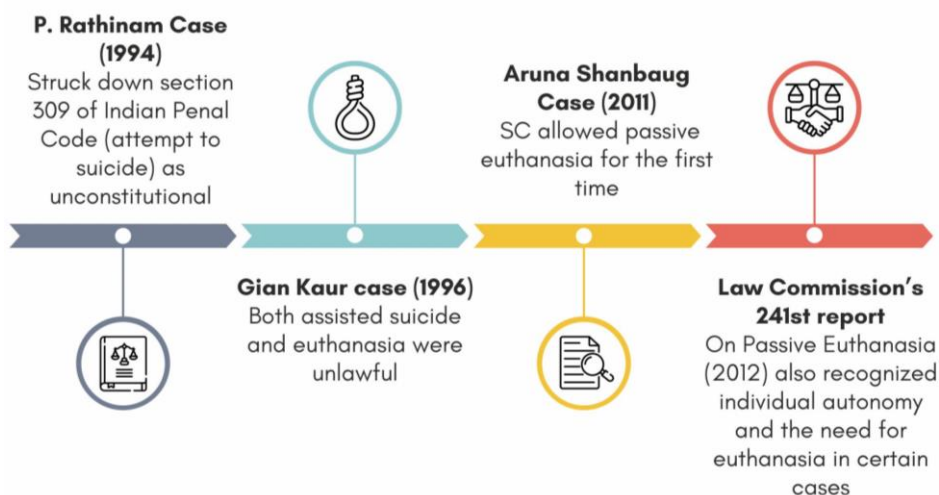 P. Rathinam Case
(1994)
Struck down section
309 of Indian Penal
Code (attempt to
suicide) as
unconstitutional
Gian Kaur case (1996)
Both assisted suicide
and euthanasia were
unlawful
Aruna Shanbaug
Case (2011)
SC allowed passive
euthanasia for the first
time
Law Commission's
241st report
On Passive Euthanasia
(2012) also recognized
individual autonomy
and the need for
euthanasia in certain
cases